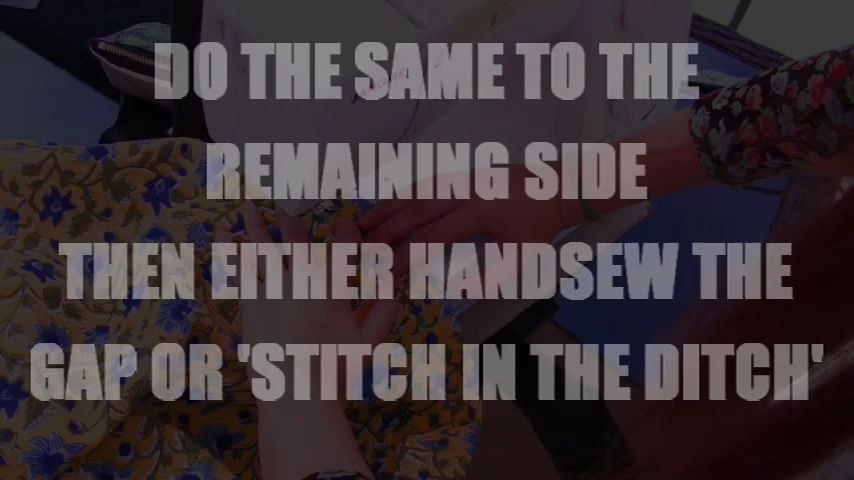 DO THE SAME TO THE
REMAINING SIDE
THEN EITHER HANDSEW THE
GAP OR 'STITCH IN THE DITCH'